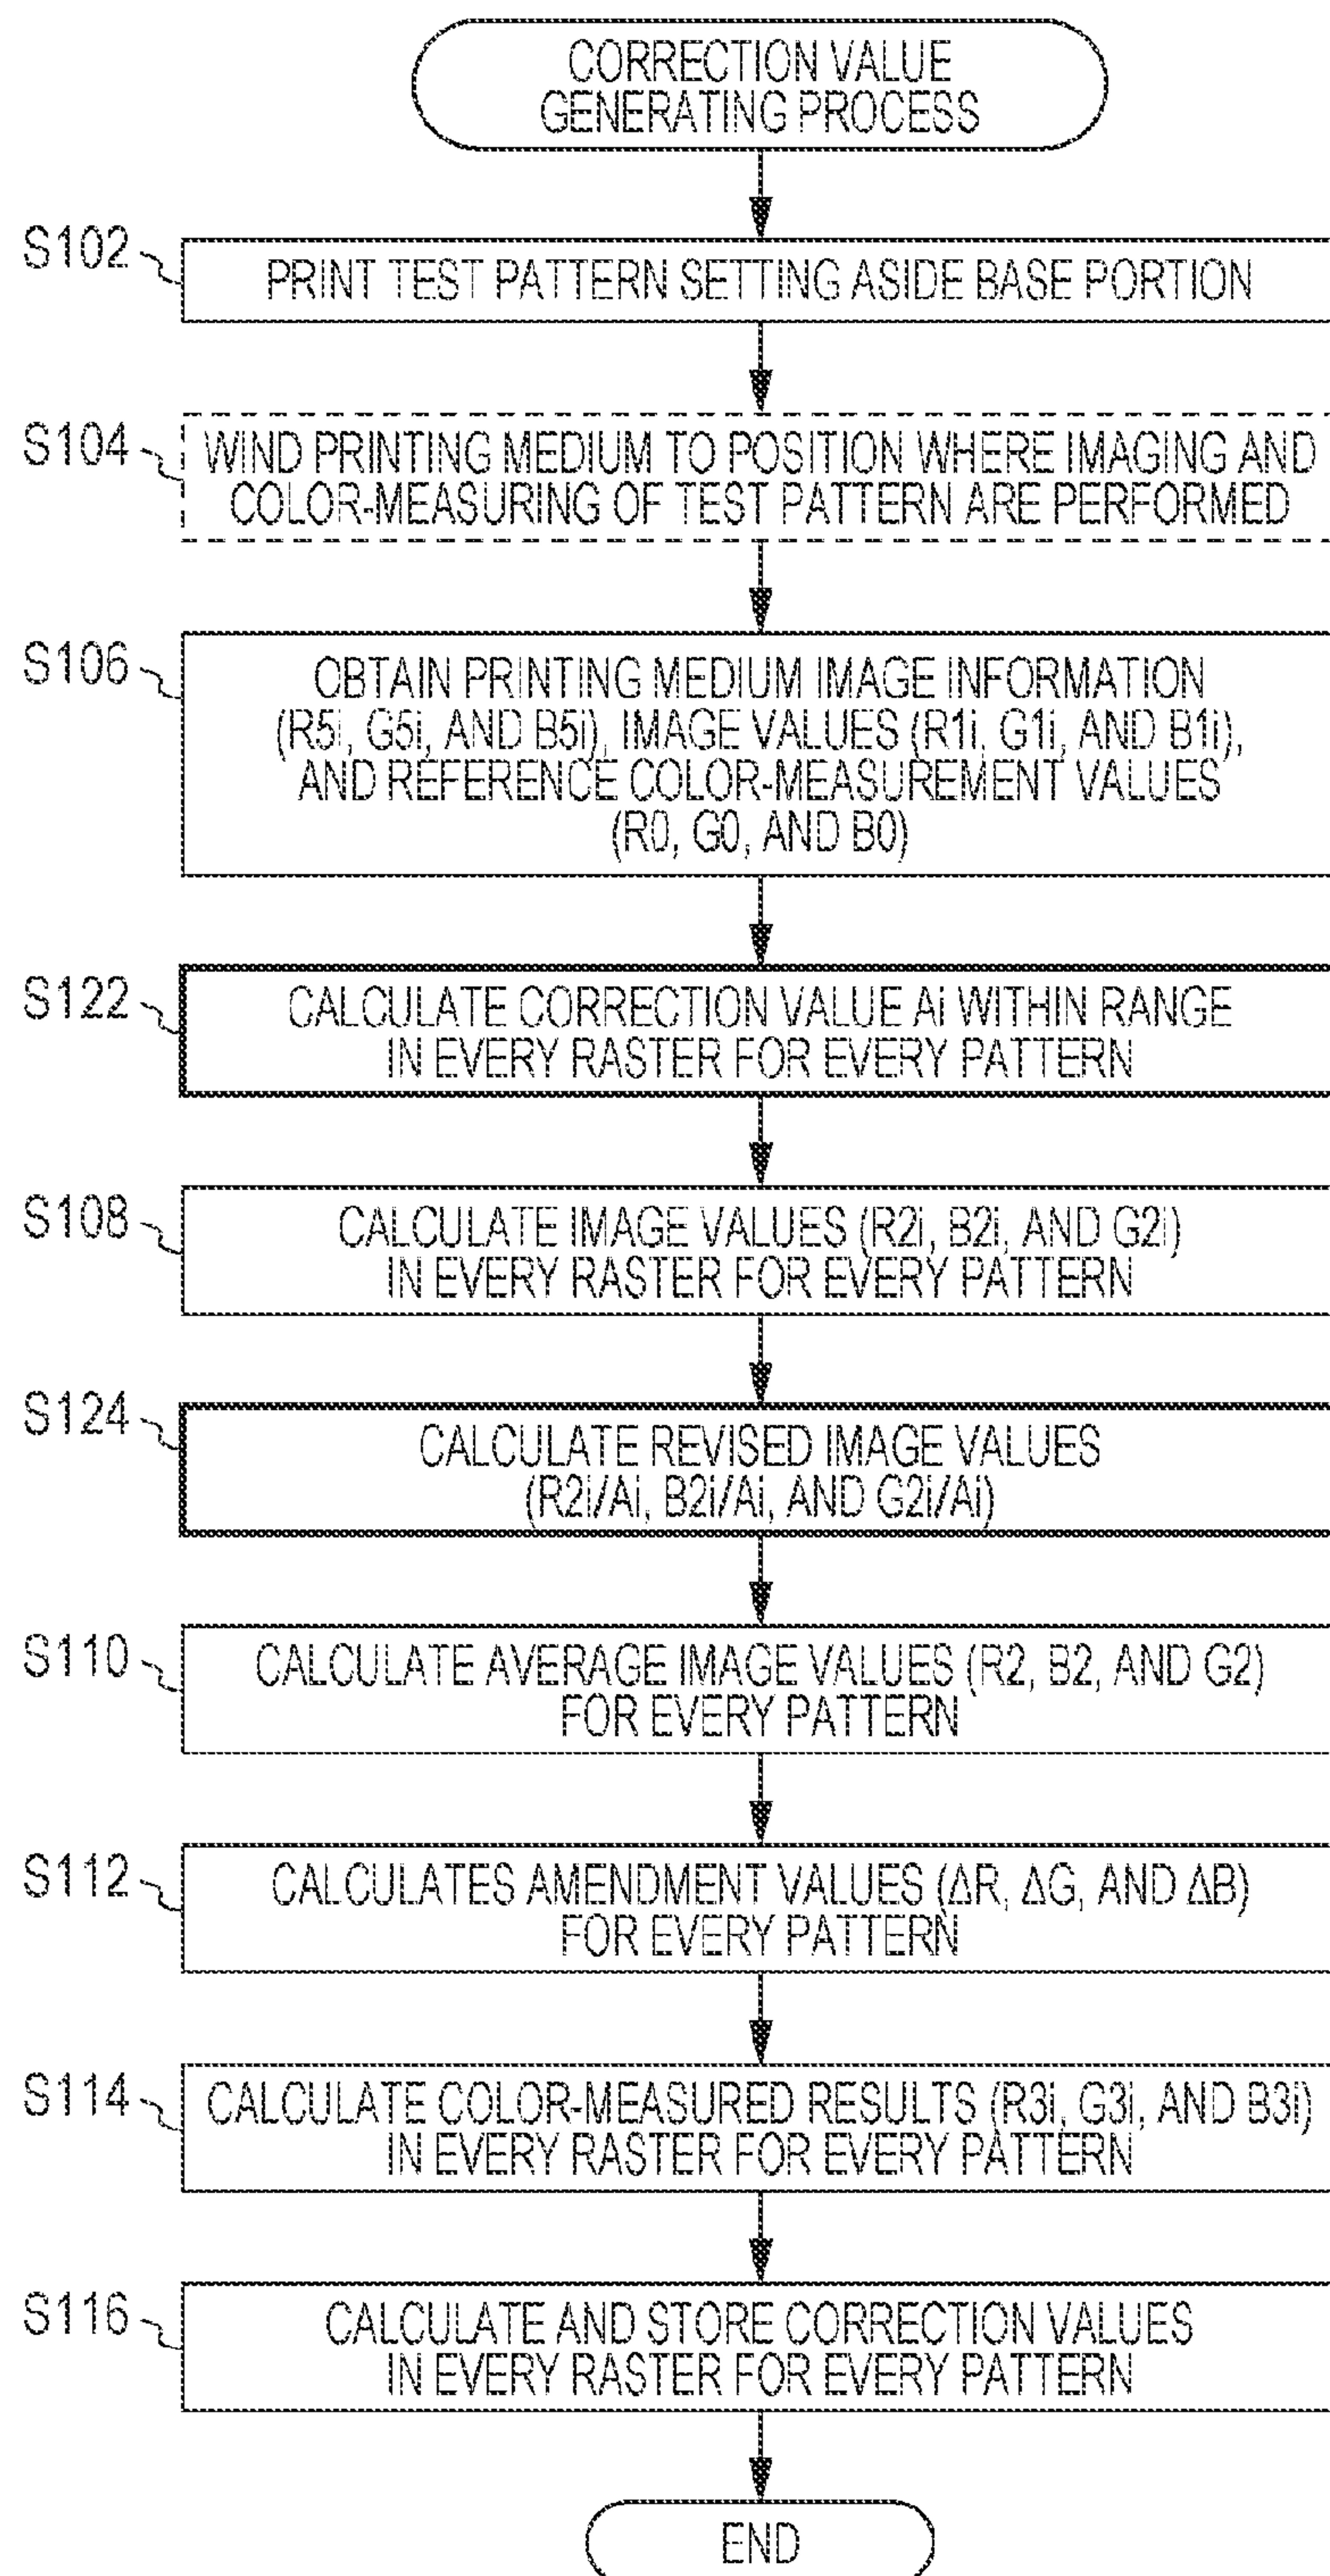 CORRECTION VALUE
GENERATING PROCESS
S102
PRINT TEST PATTERN SETTING ASIDE BASE PORTION
S104
WIND PRINTING MEDIUM TO POSITION WHERE IMAGING AND
COLOR-MEASURING OF TEST PATTERN ARE PERFORMED
S106
OBTAIN PRINTING MEDIUM IMAGE INFORMATION
(R5i, G5i, AND B5i), IMAGE VALUES (R1i, G1i, AND B1i),
AND REFERENCE COLOR-MEASUREMENT VALUES
(R0, G0, AND B0)
S122
CALCULATE CORRECTION VALUE Ai WITHIN RANGE
IN EVERY RASTER FOR EVERY PATTERN
S108
CALCULATE IMAGE VALUES (R2i, B2i, AND G2i)
IN EVERY RASTER FOR EVERY PATTERN
S124
CALCULATE REVISED IMAGE VALUES
(R2i/Ai, B2i/Ai, AND G2i/Ai)
S110
CALCULATE AVERAGE IMAGE VALUES (R2, B2, AND G2)
FOR EVERY PATTERN
S112
CALCULATES AMENDMENT VALUES (ΔR, ΔG, AND ΔB)
FOR EVERY PATTERN
S114
CALCULATE COLOR-MEASURED RESULTS (R3i, G3i, AND B3i)
IN EVERY RASTER FOR EVERY PATTERN
S116
CALCULATE AND STORE CORRECTION VALUES
IN EVERY RASTER FOR EVERY PATTERN
END